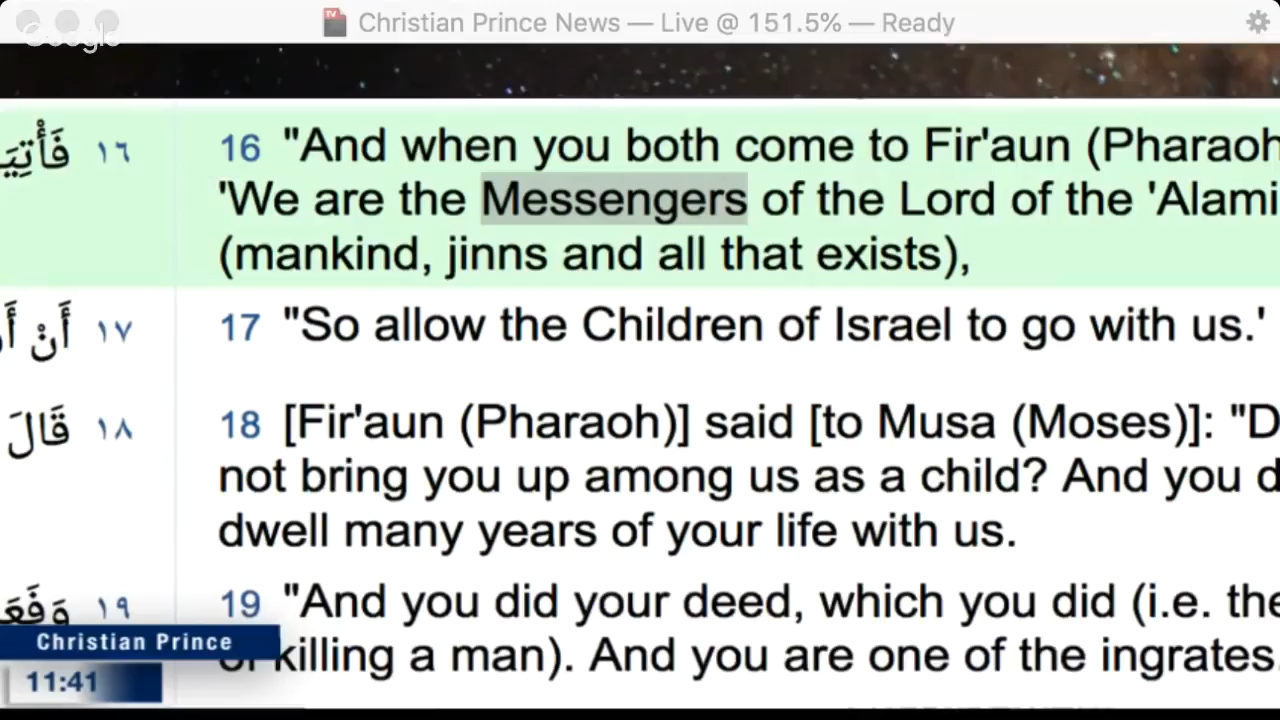 Christian Prince News — Live @ 151.5% — Ready
Google
١٦ 16 "And when you both come to Fir'aun (Pharaoh
'We are the Messengers of the Lord of the 'Alami
(mankind, jinns and all that exists),
أَنْ ١٧ 17 "So allow the Children of Israel to go with us.'
قَالَ ١٨ 18 [Fir'aun (Pharaoh)] said [to Musa (Moses)]: "D
not bring you up among us as a child? And you d
dwell many years of your life with us.
١٩ 19 "And you did your deed, which you did (i.e. the
of killing a man). And you are one of the ingrates.
Christian Prince
11:41